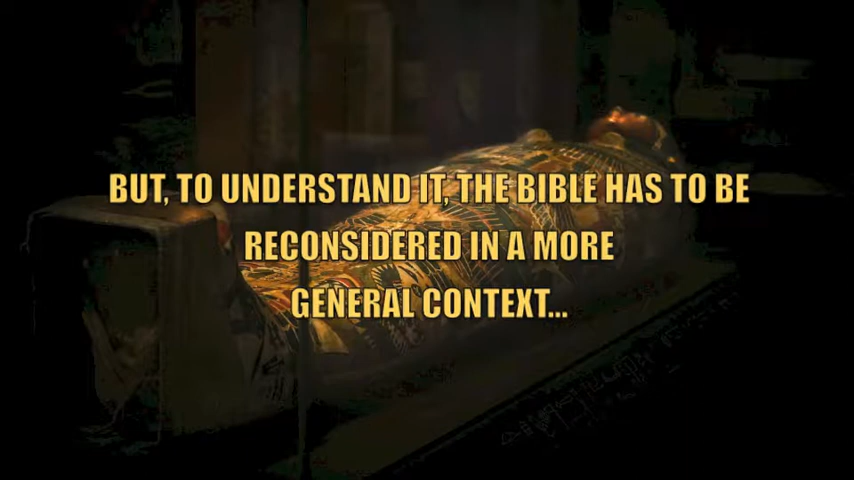 BUT, TO UNDERSTAND IT, THE BIBLE HAS TO BE
RECONSIDERED IN A MORE
GENERAL CONTEXT...